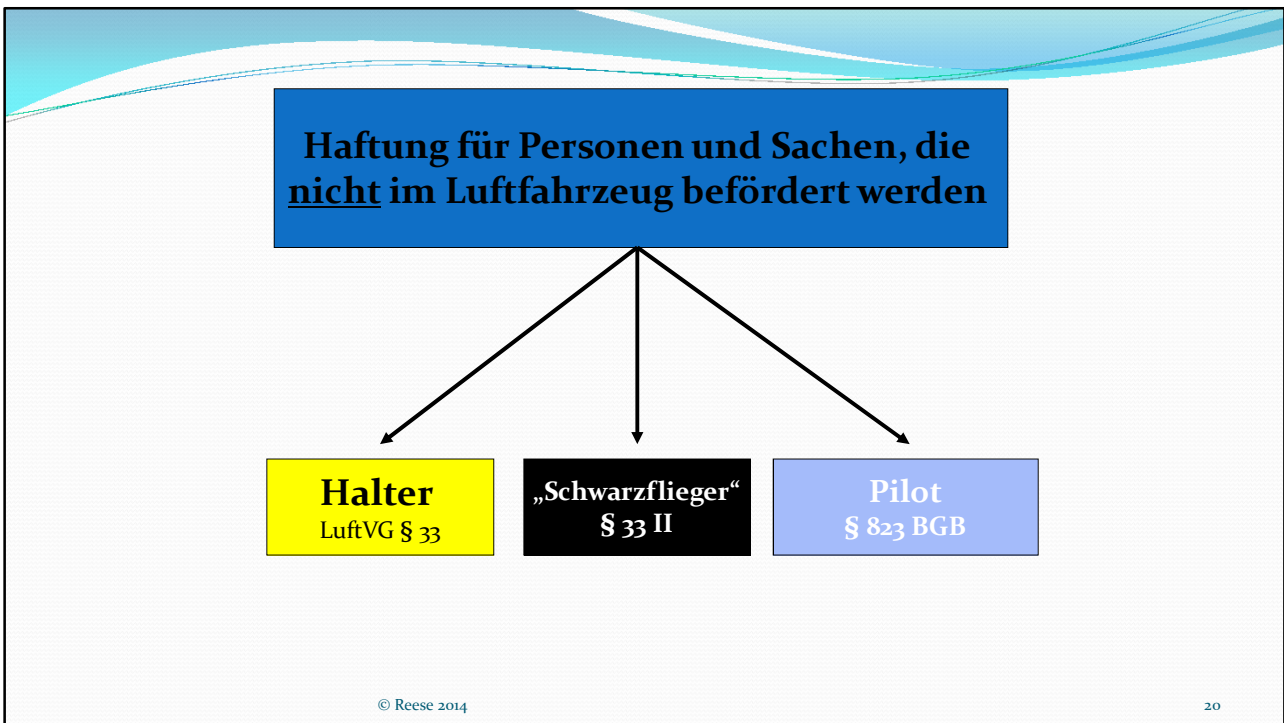 Haftung für Personen und Sachen, die
nicht im Luftfahrzeug befördert werden
Halter
LuftVG § 33
„Schwarzflieger“
§ 33 II
Pilot
§ 823 BGB
© Reese 2014
20